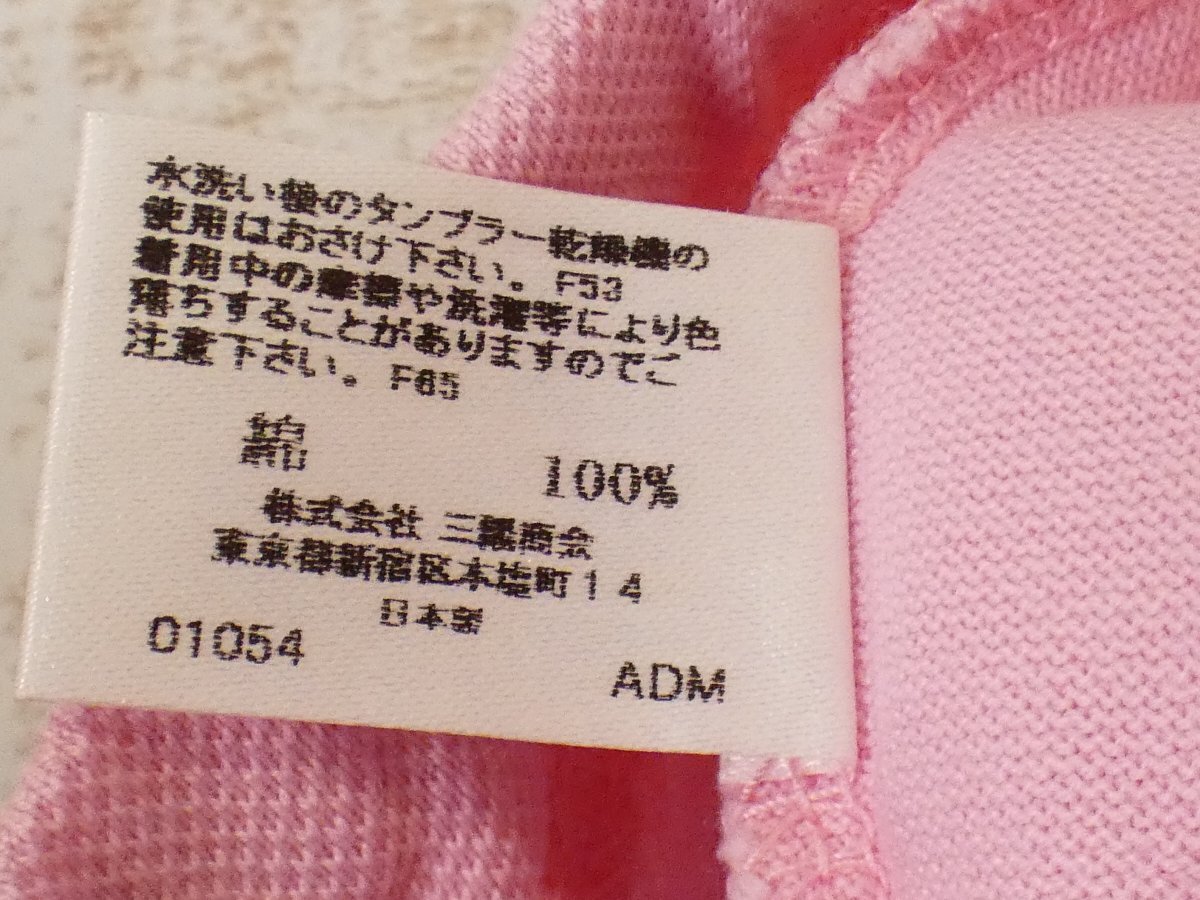 水洗い後のタンブラー乾燥機の
使用はおさけ下さい。F53
着用中の摩擦や洗濯等により色
落ちすることがありますのでご
注意下さい。F65
綿 100%
株式会社 三陽商会
東京都新宿区本塩町14
日本製
01054
ADM